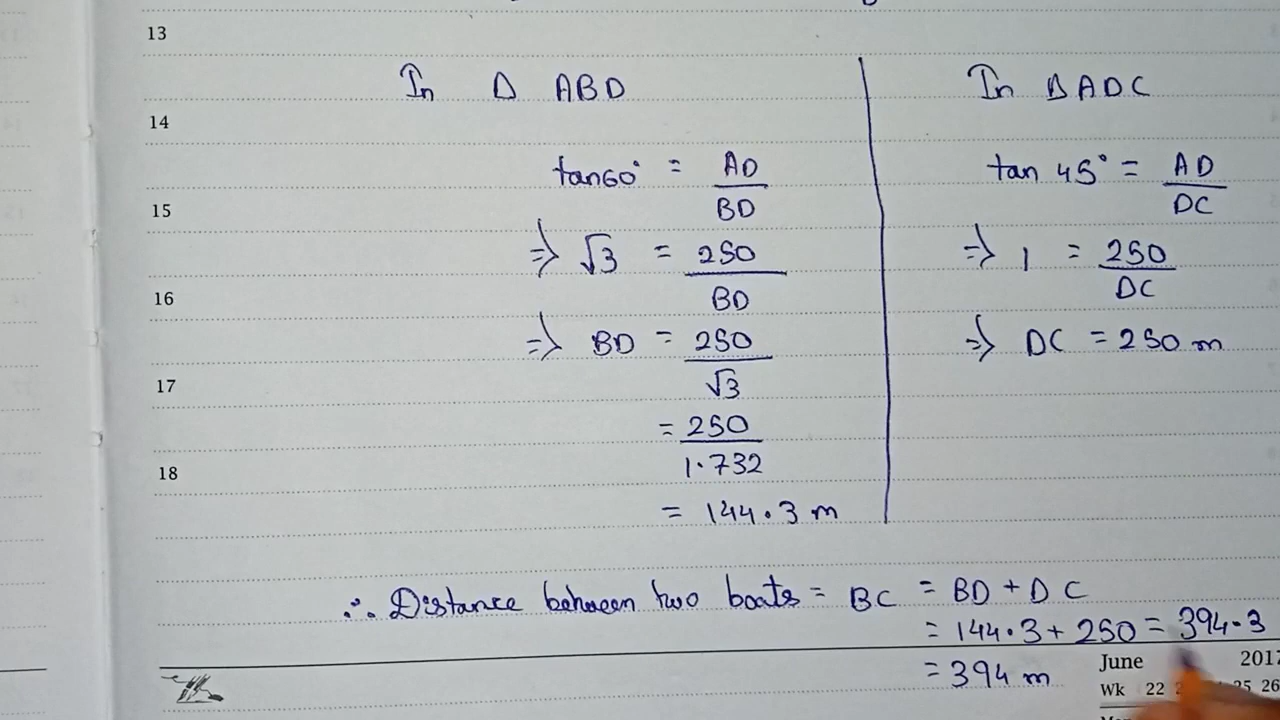 13
In Δ ABD
In Δ ADC
14
tan60° = AD/BD
tan 45° = AD/DC
15
⇒ √3 = 250/BD
⇒ 1 = 250/DC
16
⇒ BD = 250/√3
⇒ DC = 250 m
17
= 250/1.732
18
= 144.3 m
∴ Distance between two boats = BC = BD + DC
= 144.3 + 250 = 394.3
= 394 m
June 2017
Wk 22 25 26